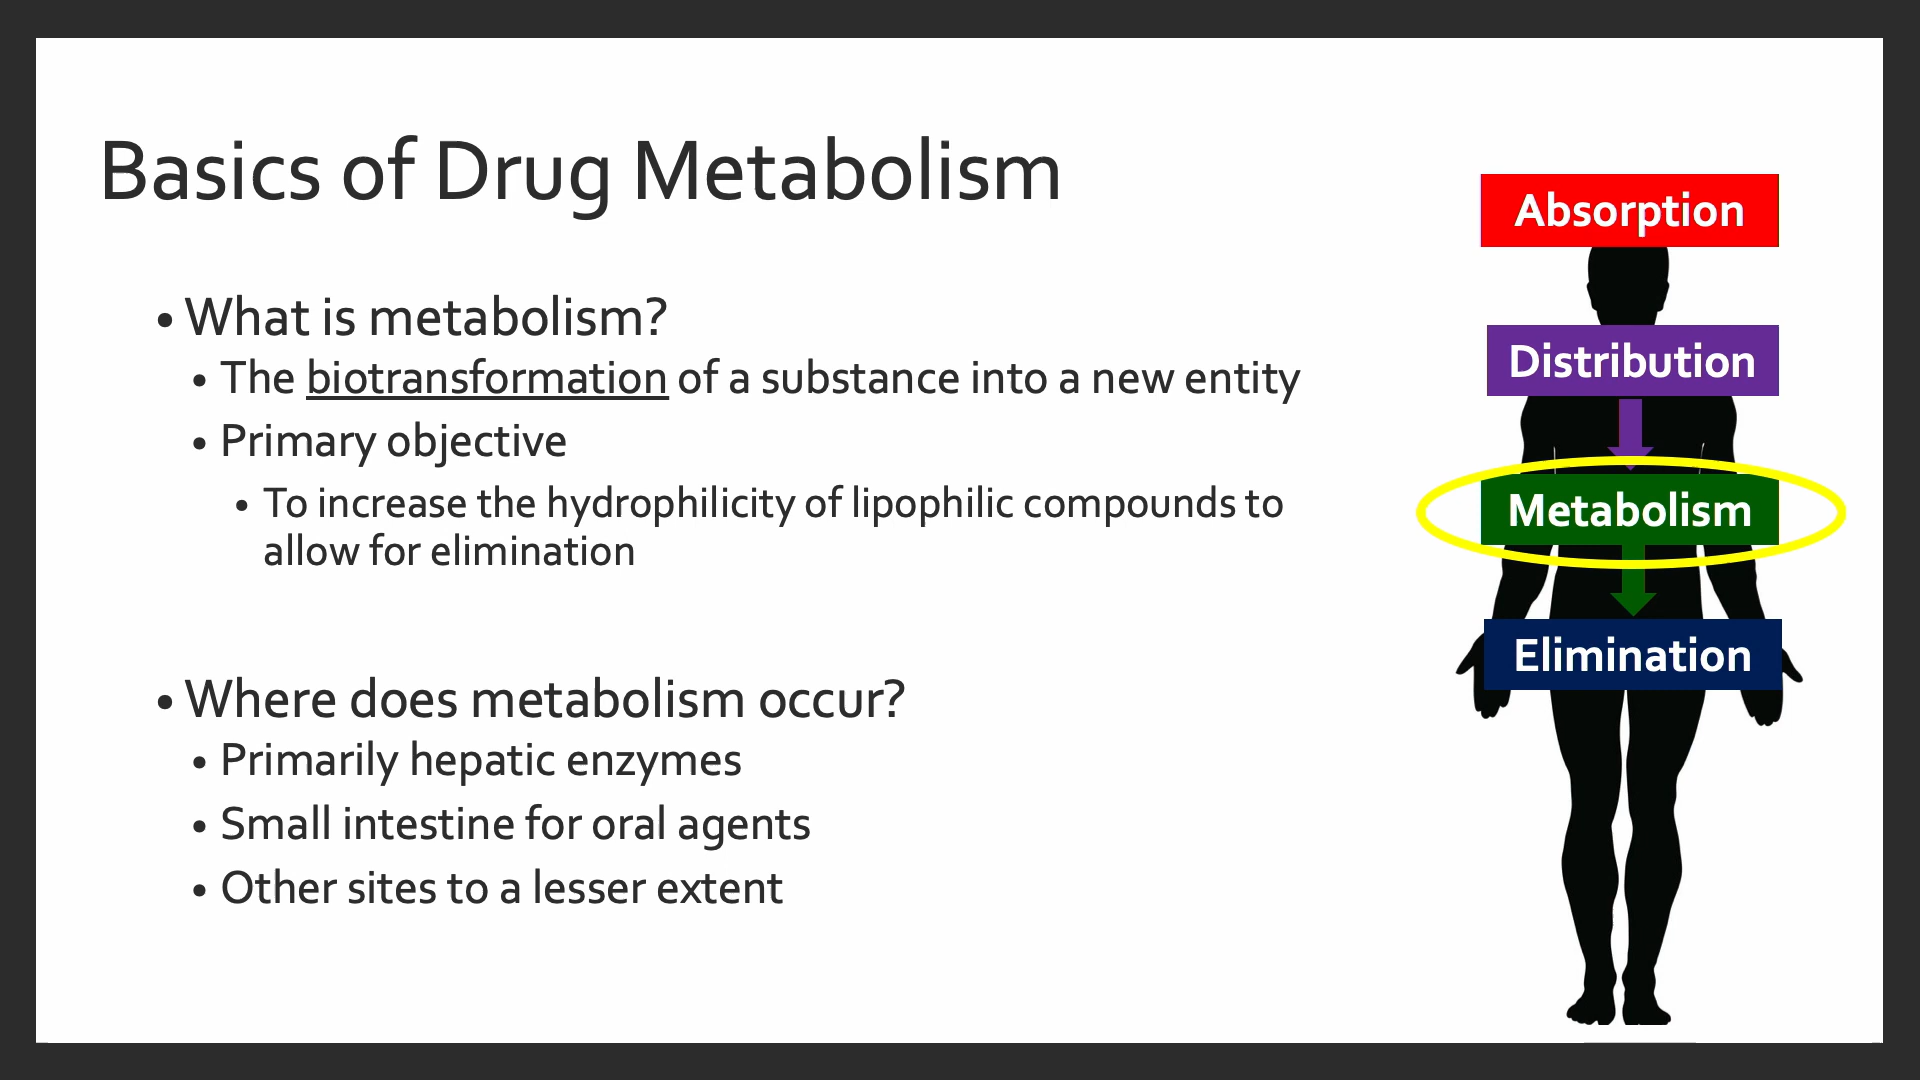 Basics of Drug Metabolism
• What is metabolism?
• The biotransformation of a substance into a new entity
• Primary objective
• To increase the hydrophilicity of lipophilic compounds to
allow for elimination
• Where does metabolism occur?
• Primarily hepatic enzymes
• Small intestine for oral agents
• Other sites to a lesser extent
Absorption
Distribution
Metabolism
Elimination